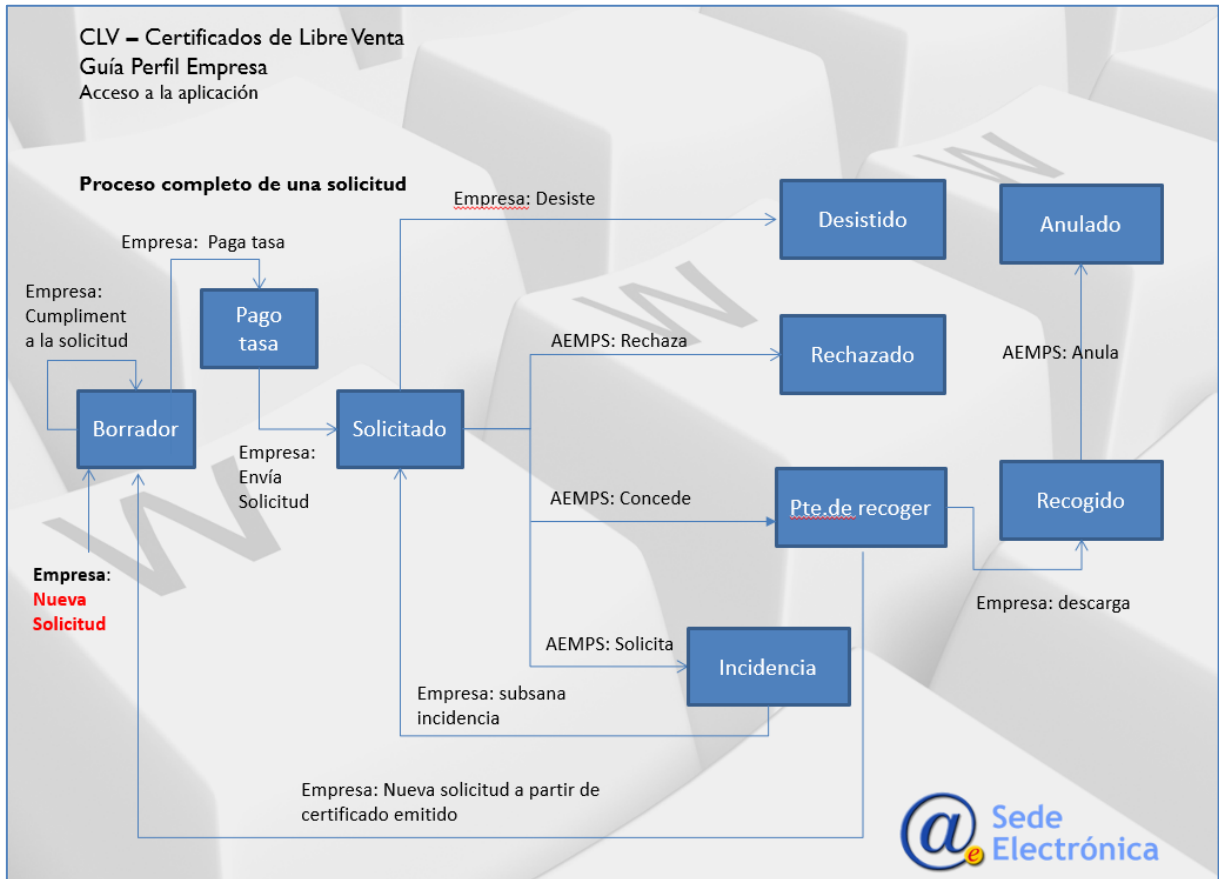 CLV – Certificados de Libre Venta
Guía Perfil Empresa
Acceso a la aplicación
Proceso completo de una solicitud
Empresa: Desiste
Desistido
Anulado
Empresa: Paga tasa
Empresa:
Cumpliment
a la solicitud
Pago
tasa
AEMPS: Rechaza
Rechazado
AEMPS: Anula
Borrador
Solicitado
Empresa:
Envía
Solicitud
AEMPS: Concede
Pte.de recoger
Recogido
Empresa:
Nueva
Solicitud
Empresa: descarga
AEMPS: Solicita
Incidencia
Empresa: subsana
incidencia
Empresa: Nueva solicitud a partir de
certificado emitido
@e
Sede
Electrónica
W
W
W